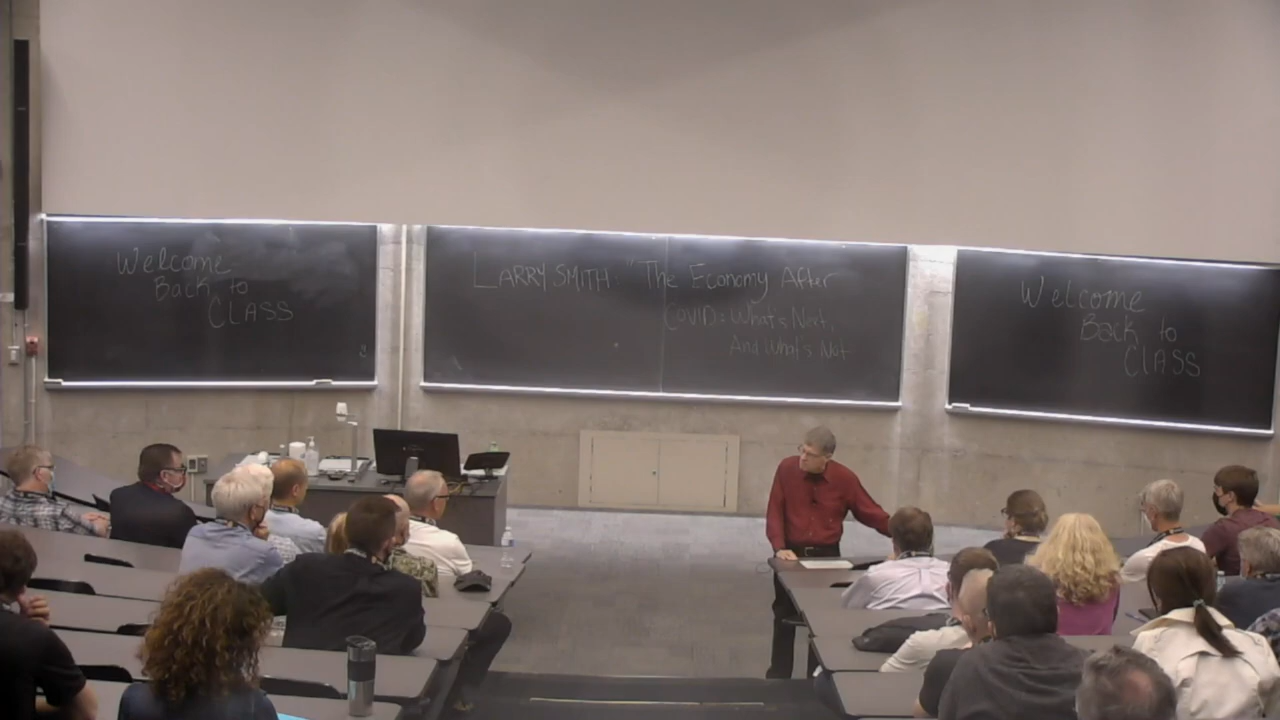 Welcome
Back to
CLASS
LARRY SMITH: "The Economy After
COVID: What's Next,
And What's Not
Welcome
Back to
CLASS